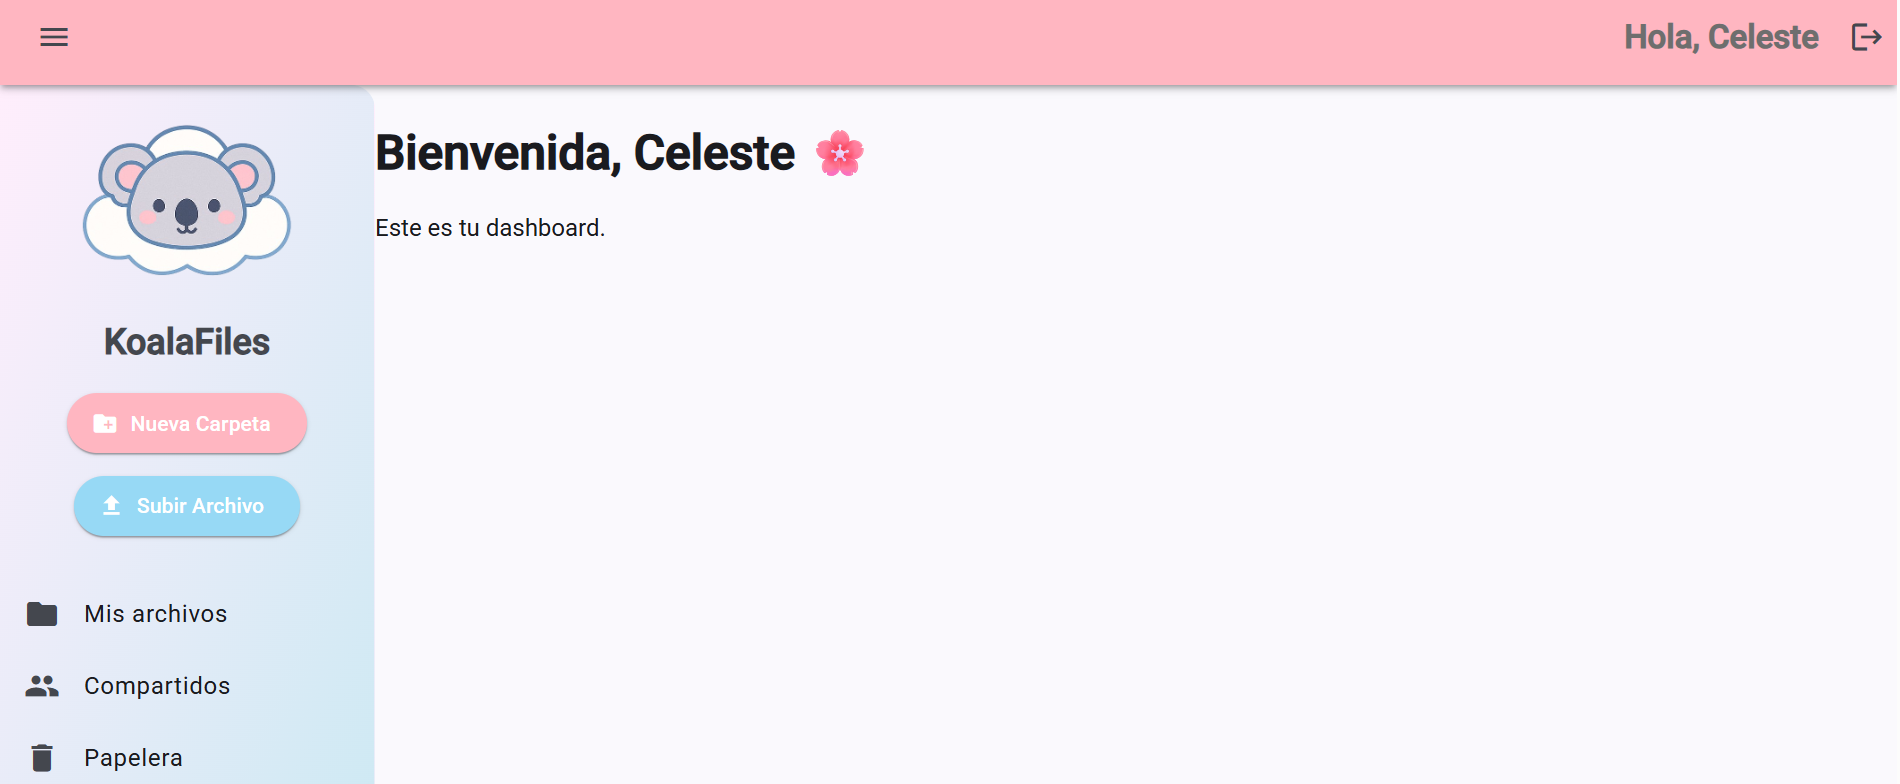 Hola, Celeste
KoalaFiles
Nueva Carpeta
Subir Archivo
Mis archivos
Compartidos
Papelera
Bienvenida, Celeste 🌸
Este es tu dashboard.